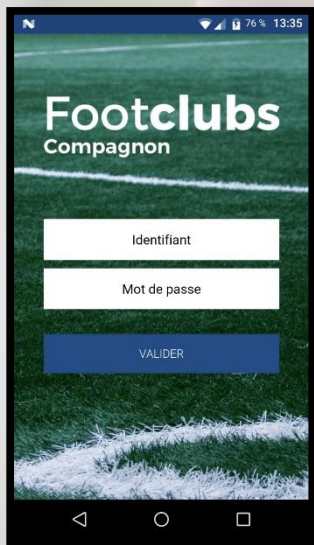 76 % 13:35
Footclubs
Compagnon
Identifiant
Mot de passe
VALIDER